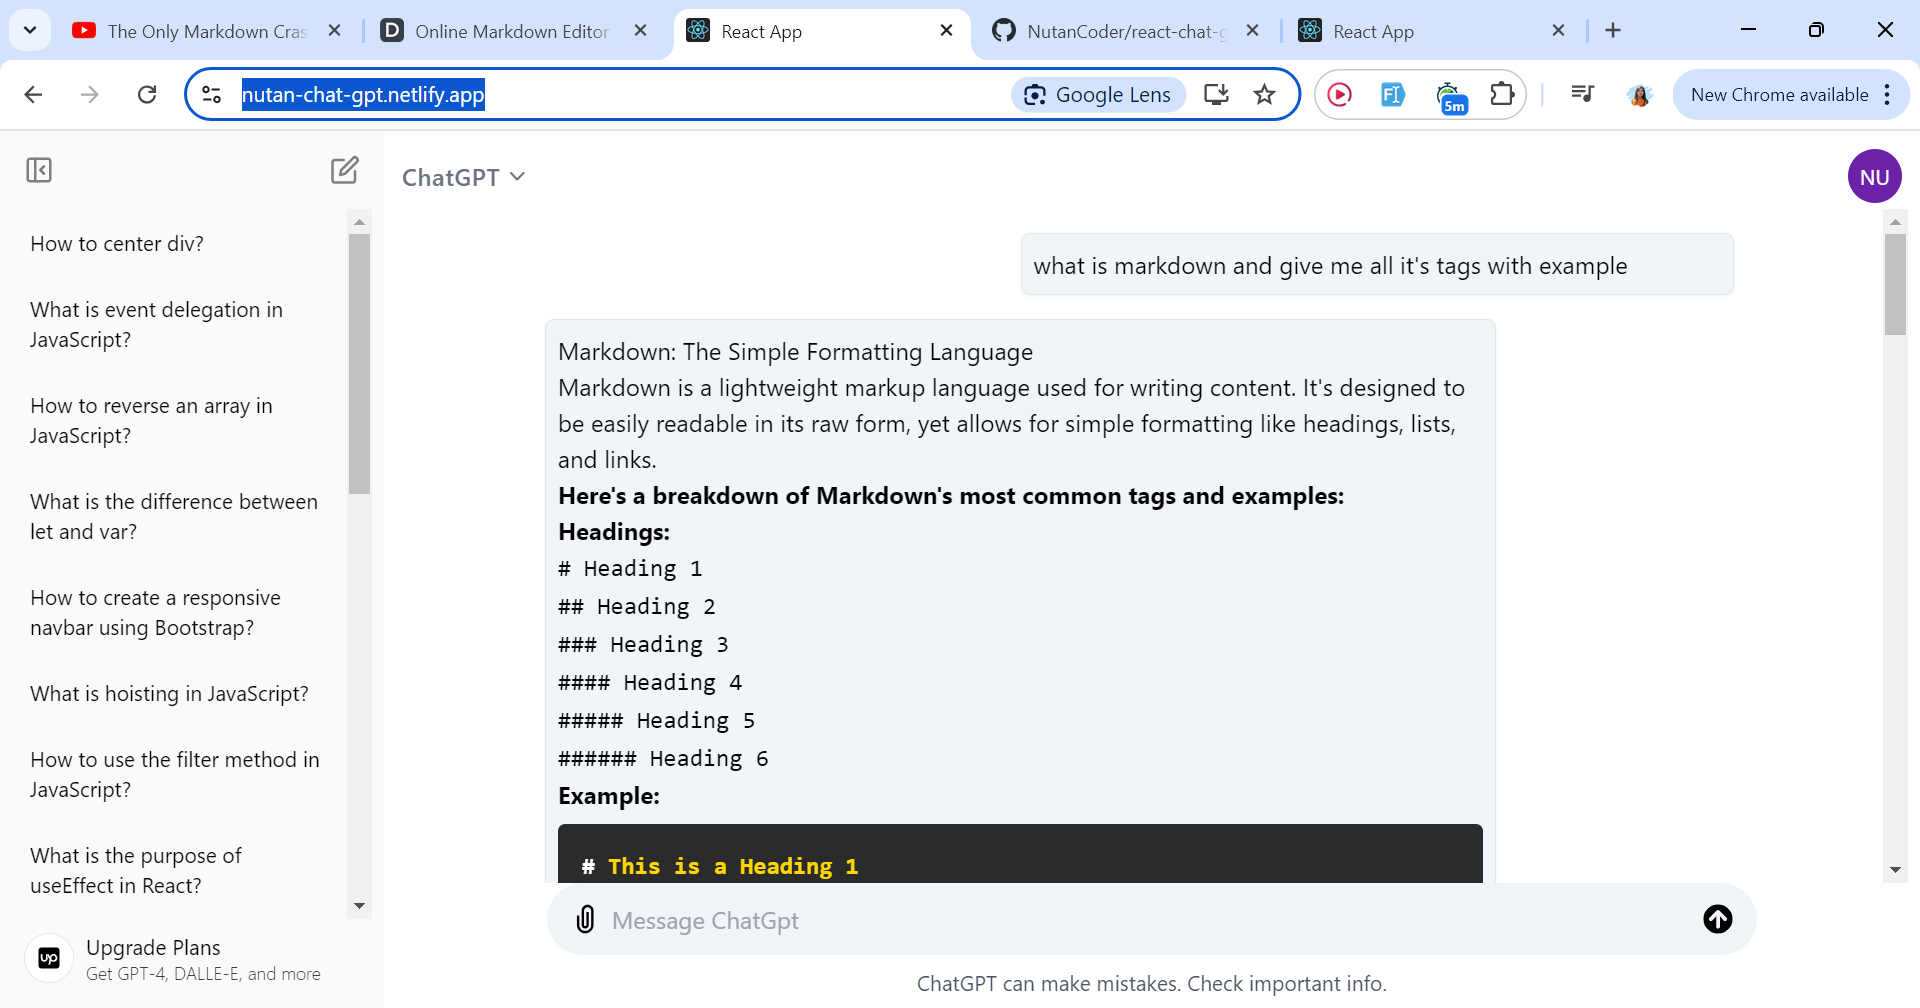 The Only Markdown Cras
Online Markdown Editor
React App
NutanCoder/react-chat-g
React App
nutan-chat-gpt.netlify.app
Google Lens
5m
New Chrome available
ChatGPT
NU
How to center div?
What is event delegation in
JavaScript?
How to reverse an array in
JavaScript?
What is the difference between
let and var?
How to create a responsive
navbar using Bootstrap?
What is hoisting in JavaScript?
How to use the filter method in
JavaScript?
What is the purpose of
useEffect in React?
up
Upgrade Plans
Get GPT-4, DALLE-E, and more
what is markdown and give me all it's tags with example
Markdown: The Simple Formatting Language
Markdown is a lightweight markup language used for writing content. It's designed to
be easily readable in its raw form, yet allows for simple formatting like headings, lists,
and links.
Here's a breakdown of Markdown's most common tags and examples:
Headings:
# Heading 1
## Heading 2
### Heading 3
#### Heading 4
##### Heading 5
###### Heading 6
Example:
# This is a Heading 1
Message ChatGpt
ChatGPT can make mistakes. Check important info.